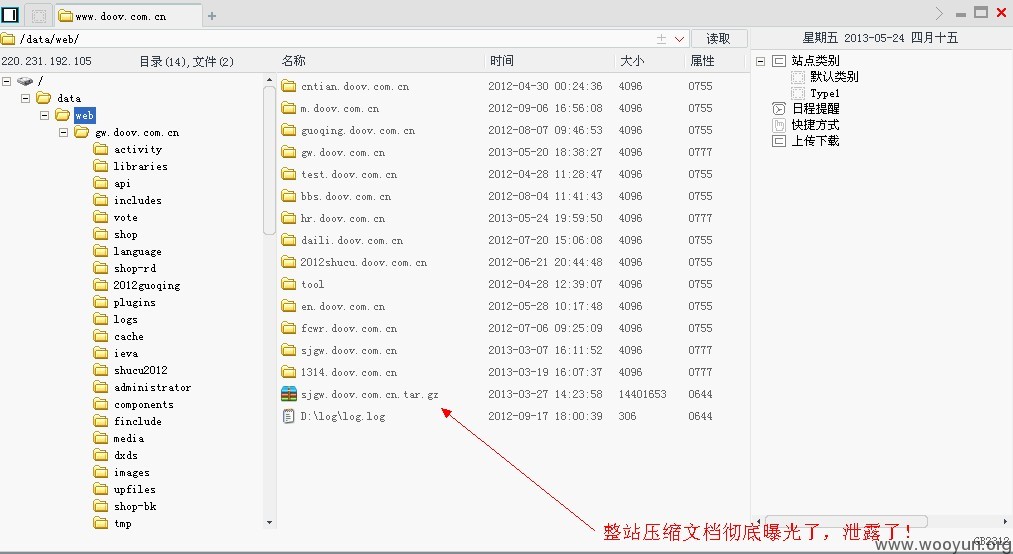 www.doov.com.cn
/data/web/
读取
星期五 2013-05-24 四月十五
220.231.192.105 目录(14),文件(2)
名称 时间 大小 属性
/
data
web
gw.doov.com.cn
activity
libraries
api
includes
vote
shop
language
shop-rd
2012guoqing
plugins
logs
cache
ieva
shucu2012
administrator
components
finclude
media
dxds
images
upfiles
shop-bk
tmp
cntian.doov.com.cn 2012-04-30 00:24:36 4096 0755
m.doov.com.cn 2012-09-06 16:56:08 4096 0755
guoqing.doov.com.cn 2012-08-07 09:46:53 4096 0755
gw.doov.com.cn 2013-05-20 18:38:27 4096 0777
test.doov.com.cn 2012-04-28 11:28:47 4096 0755
bbs.doov.com.cn 2012-08-04 11:41:43 4096 0755
hr.doov.com.cn 2013-05-24 19:59:50 4096 0777
daili.doov.com.cn 2012-07-20 15:06:08 4096 0755
2012shucu.doov.com.cn 2012-06-21 20:44:48 4096 0755
tool 2012-04-28 12:39:07 4096 0755
en.doov.com.cn 2012-05-28 10:17:48 4096 0755
fcwr.doov.com.cn 2012-07-06 09:25:09 4096 0755
sjgw.doov.com.cn 2013-03-07 16:11:52 4096 0777
1314.doov.com.cn 2013-03-19 16:07:37 4096 0777
sjgw.doov.com.cn.tar.gz 2013-03-27 14:23:58 14401653 0644
D:\log\log.log 2012-09-17 18:00:39 306 0644
站点类别
默认类别
Type1
日程提醒
快捷方式
上传下载
整站压缩文档彻底曝光了，泄露了！
GB2312
www.wooyun.org